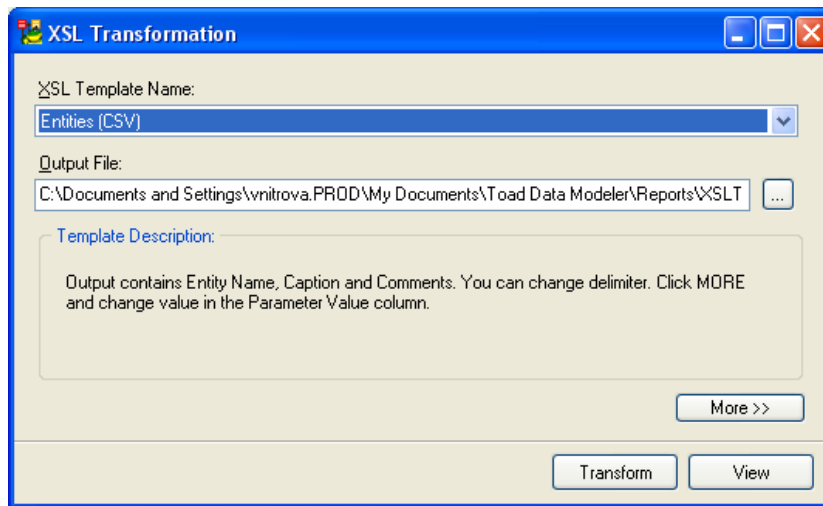 XSL Transformation
XSL Template Name:
Entities (CSV)
Output File:
C:\Documents and Settings\vnitrova.PROD\My Documents\Toad Data Modeler\Reports\XSLT
...
Template Description:
Output contains Entity Name, Caption and Comments. You can change delimiter. Click MORE
and change value in the Parameter Value column.
More >>
Transform
View